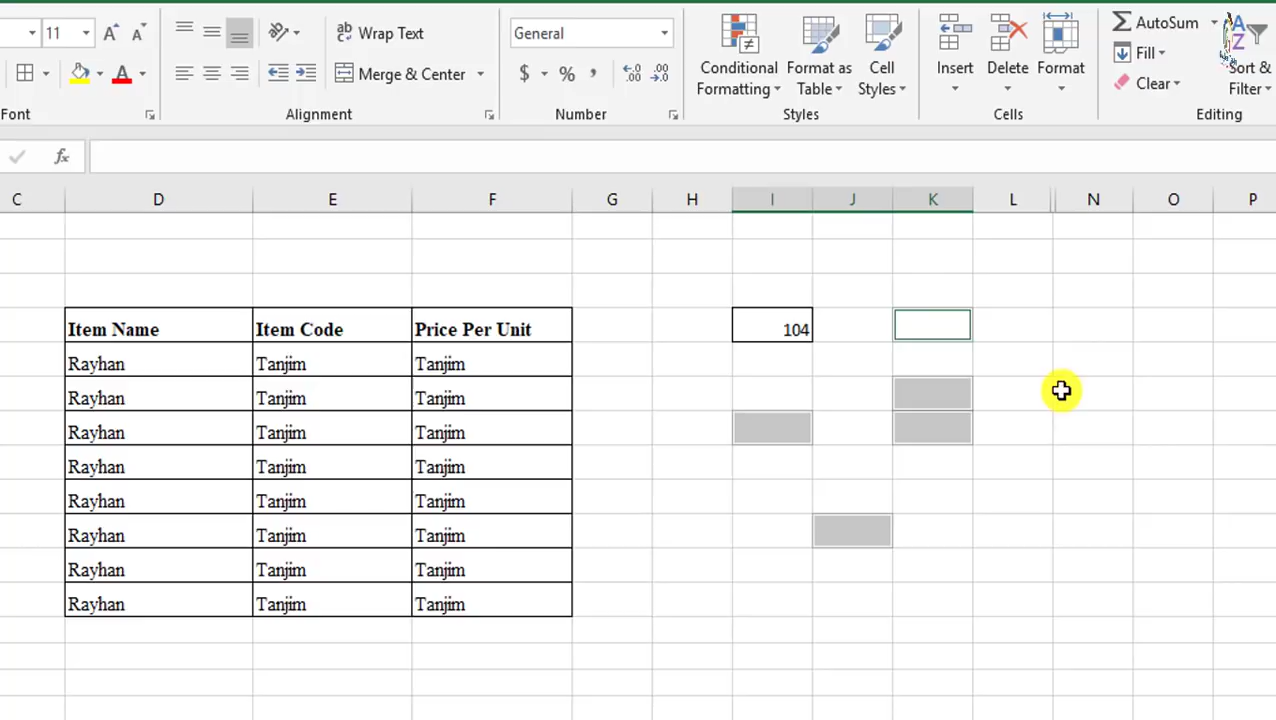 11 A A ab Wrap Text General AutoSum A Z
Merge & Center $ % , Conditional Formatting Format as Table Cell Styles Insert Delete Format Fill Sort & Filter
Clear
Font Alignment Number Styles Cells Editing
fx
C D E F G H I J K L N O P
Item Name Item Code Price Per Unit 104
Rayhan Tanjim Tanjim
Rayhan Tanjim Tanjim
Rayhan Tanjim Tanjim
Rayhan Tanjim Tanjim
Rayhan Tanjim Tanjim
Rayhan Tanjim Tanjim
Rayhan Tanjim Tanjim
Rayhan Tanjim Tanjim